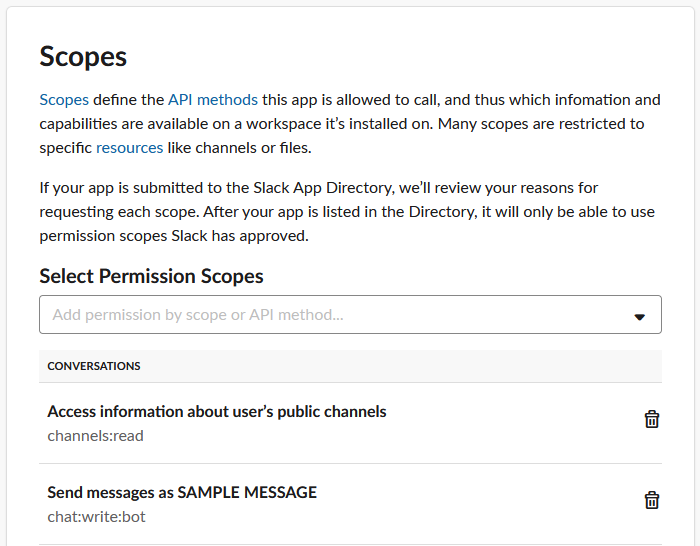 Scopes
Scopes define the API methods this app is allowed to call, and thus which infomation and
capabilities are available on a workspace it’s installed on. Many scopes are restricted to
specific resources like channels or files.
If your app is submitted to the Slack App Directory, we’ll review your reasons for
requesting each scope. After your app is listed in the Directory, it will only be able to use
permission scopes Slack has approved.
Select Permission Scopes
Add permission by scope or API method...
CONVERSATIONS
Access information about user’s public channels
channels:read
Send messages as SAMPLE MESSAGE
chat:write:bot